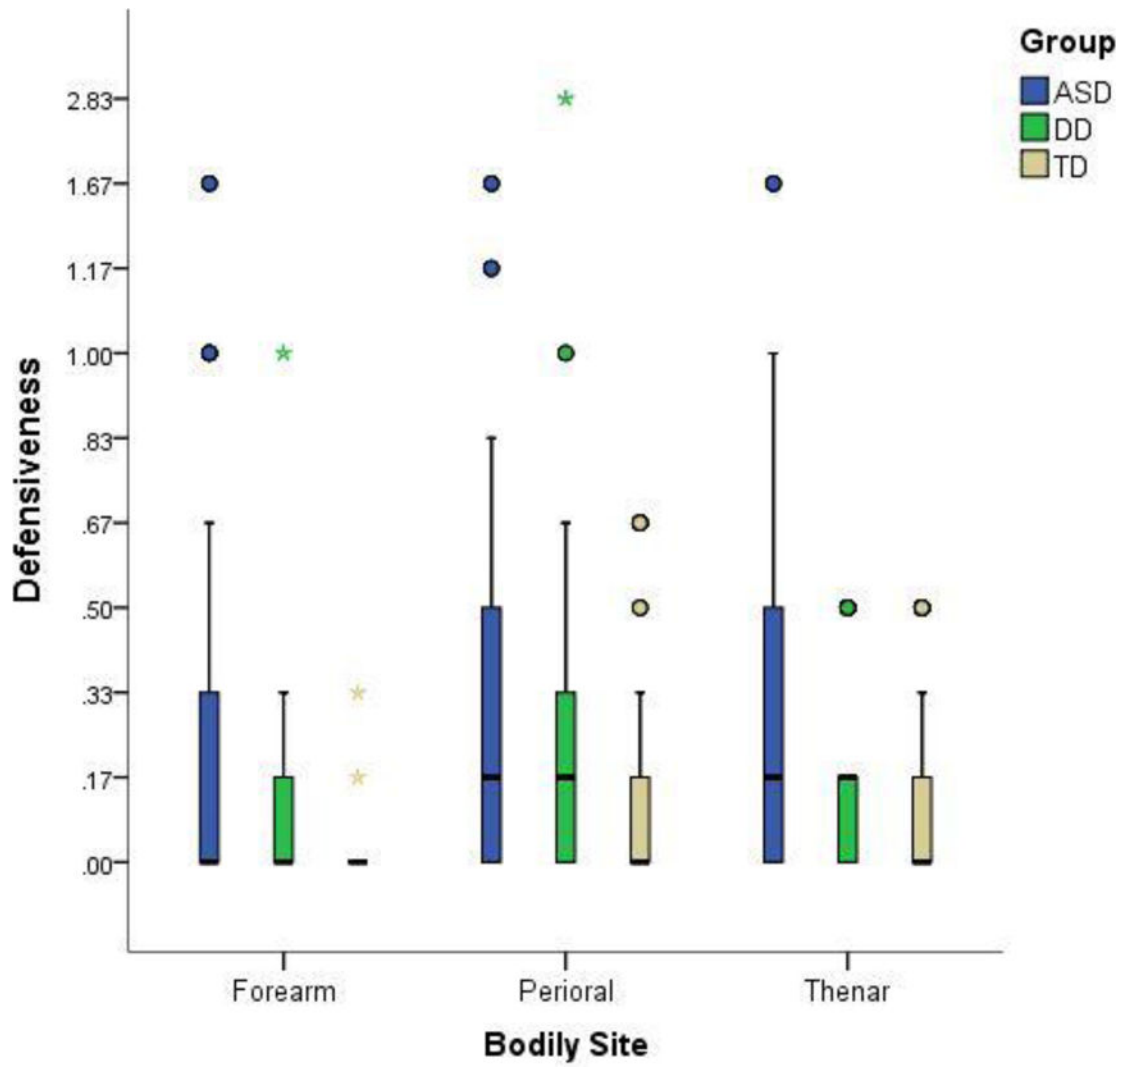 Group
ASD
DD
TD
2.83
1.67
1.17
1.00
.83
.67
.50
.33
.17
.00
Defensiveness
Forearm Perioral Thenar
Bodily Site